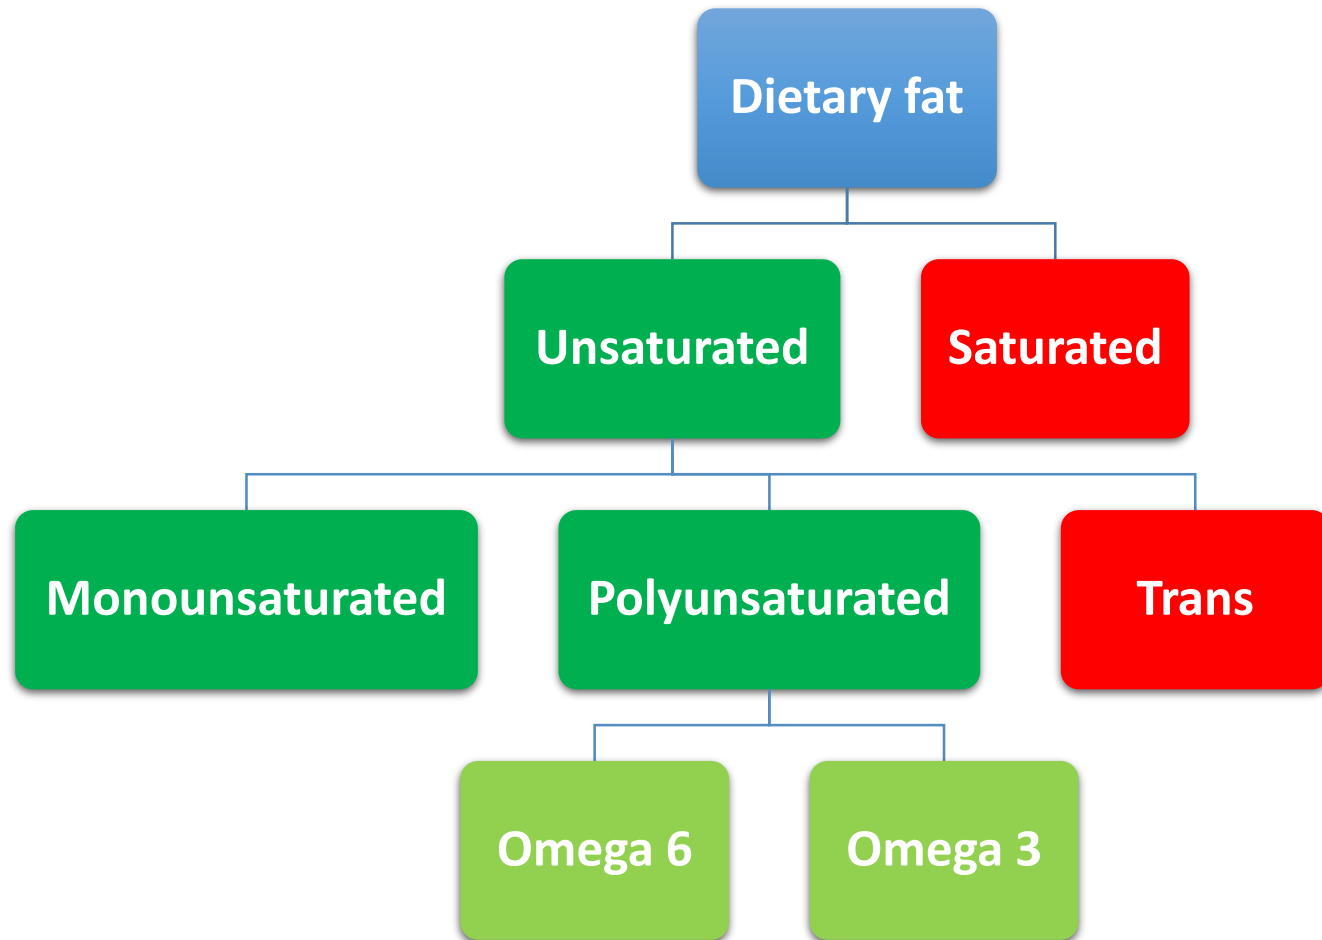 Dietary fat
Unsaturated
Saturated
Monounsaturated
Polyunsaturated
Trans
Omega 6
Omega 3